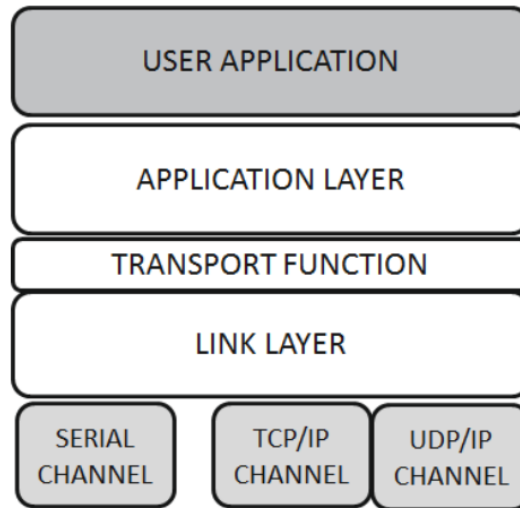 USER APPLICATION
APPLICATION LAYER
TRANSPORT FUNCTION
LINK LAYER
SERIAL
CHANNEL
TCP/IP
CHANNEL
UDP/IP
CHANNEL